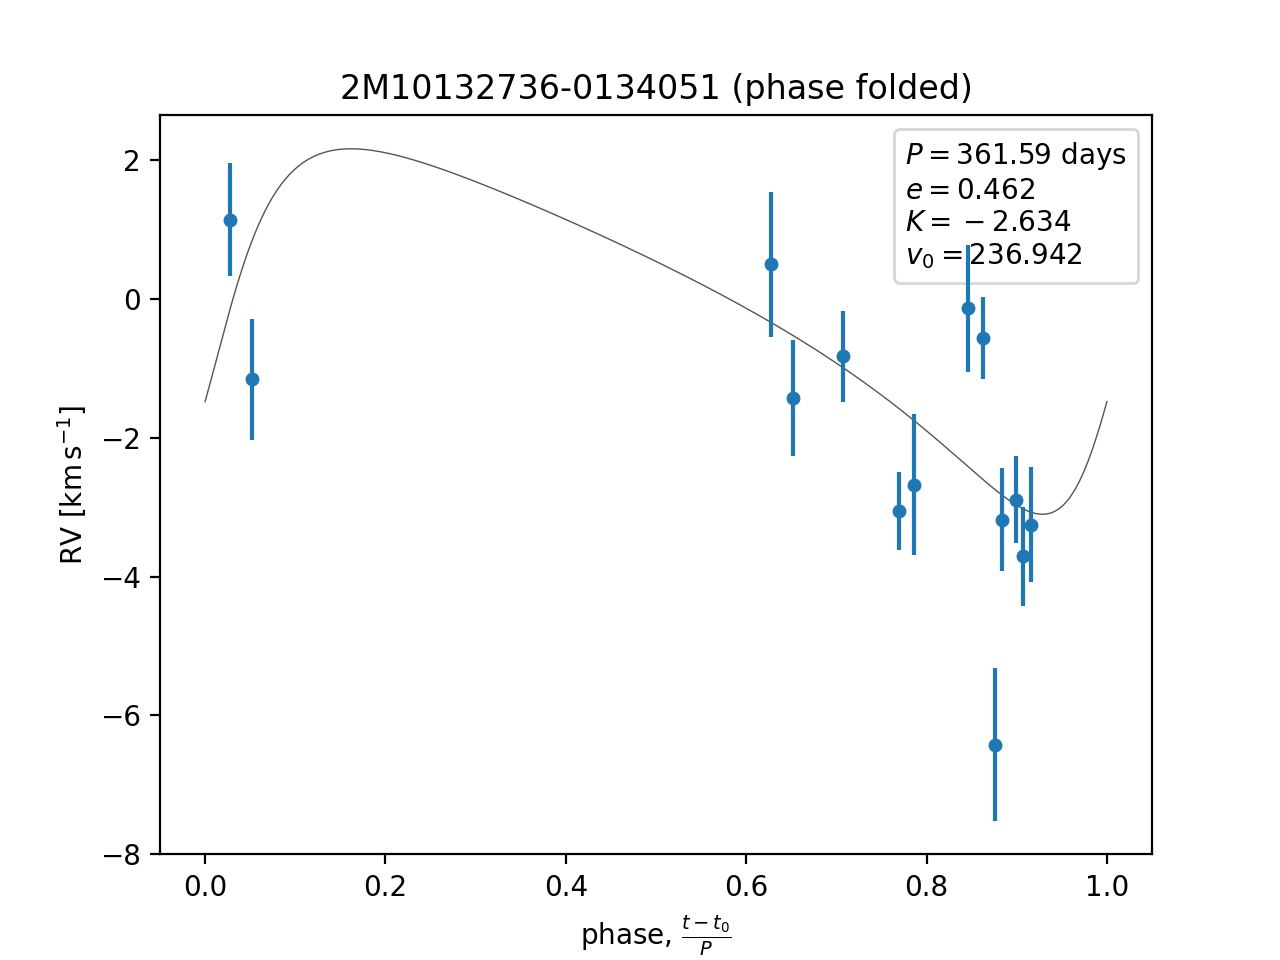 2M10132736-0134051 (phase folded)
P = 361.59 days
e = 0.462
K = −2.634
v₀ = 236.942
RV [km s⁻¹]
2
0
−2
−4
−6
−8
0.0 0.2 0.4 0.6 0.8 1.0
phase, (t − t₀)/P